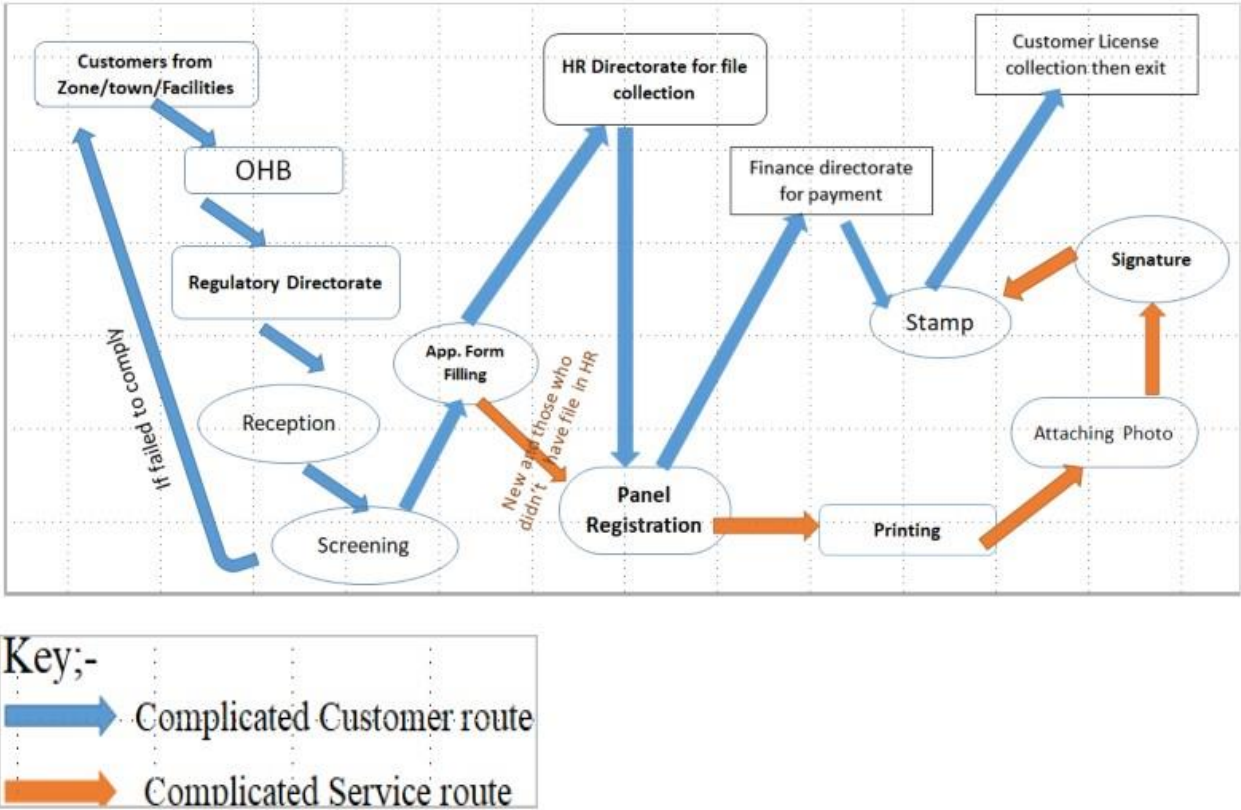 Customers from
Zone/town/Facilities
OHB
Regulatory Directorate
Reception
Screening
If failed to comply
App. Form
Filling
New and those who
didn't have file in HR
HR Directorate for file
collection
Panel
Registration
Finance directorate
for payment
Printing
Attaching Photo
Signature
Stamp
Customer License
collection then exit
Key;-
Complicated Customer route
Complicated Service route